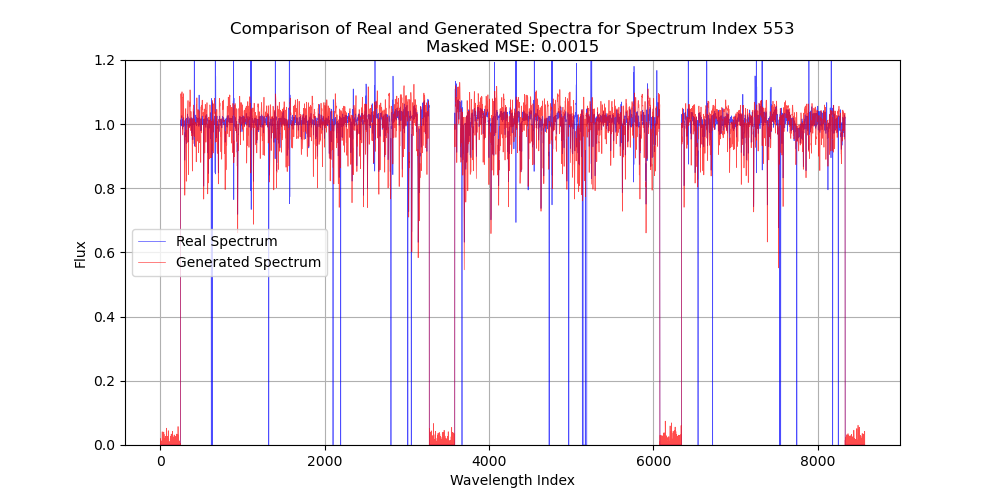 Comparison of Real and Generated Spectra for Spectrum Index 553
Masked MSE: 0.0015
1.2
1.0
0.8
0.6
0.4
0.2
0.0
Flux
Real Spectrum
Generated Spectrum
0
2000
4000
6000
8000
Wavelength Index